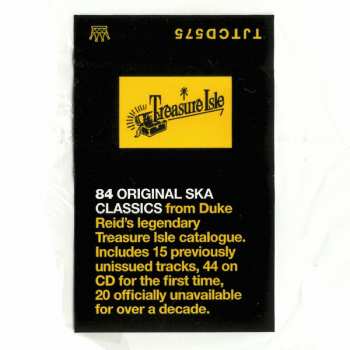 TJTCD575
Treasure Isle
84 ORIGINAL SKA
CLASSICS from Duke
Reid's legendary
Treasure Isle catalogue.
Includes 15 previously
unissued tracks, 44 on
CD for the first time,
20 officially unavailable
for over a decade.